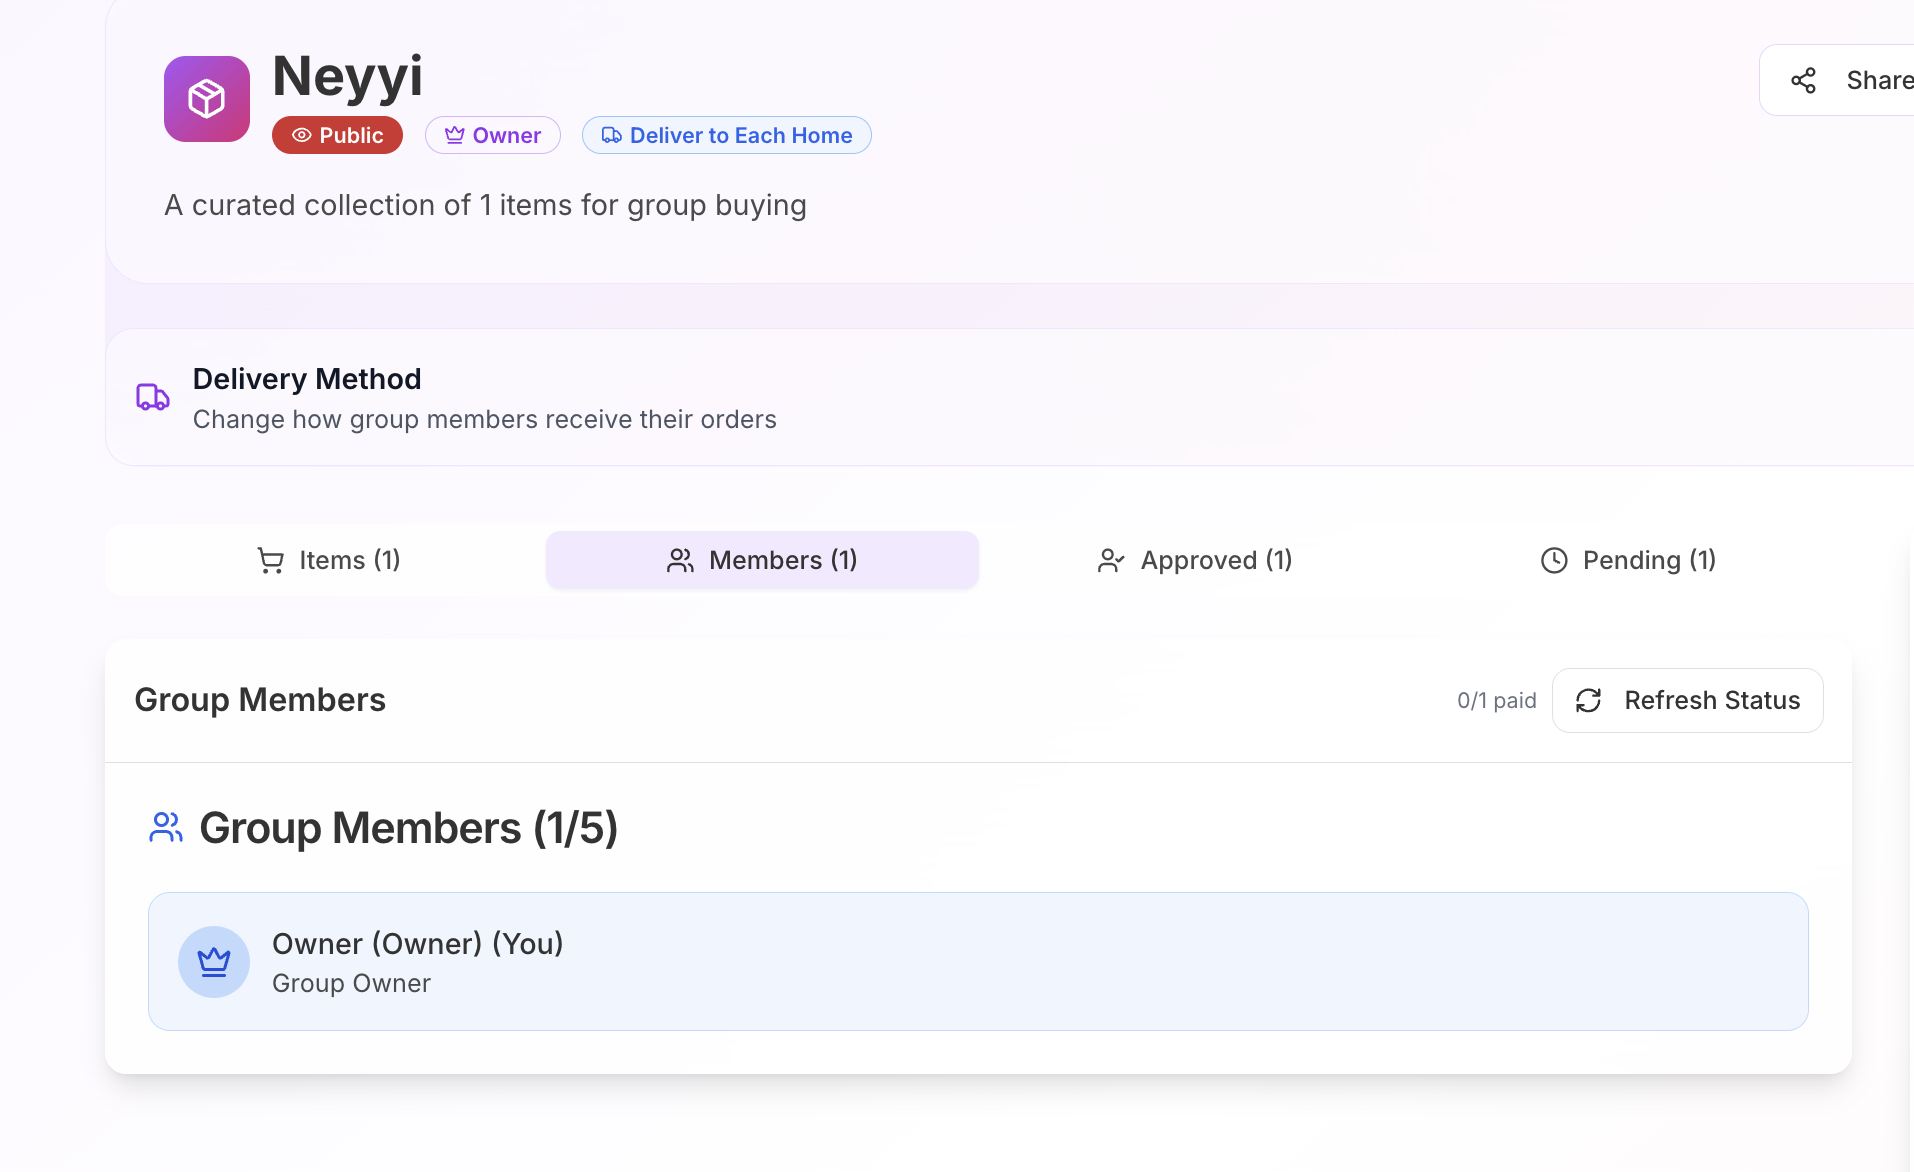 Neyyi
Share
Public
Owner
Deliver to Each Home
A curated collection of 1 items for group buying
Delivery Method
Change how group members receive their orders
Items (1)
Members (1)
Approved (1)
Pending (1)
Group Members
0/1 paid
Refresh Status
Group Members (1/5)
Owner (Owner) (You)
Group Owner